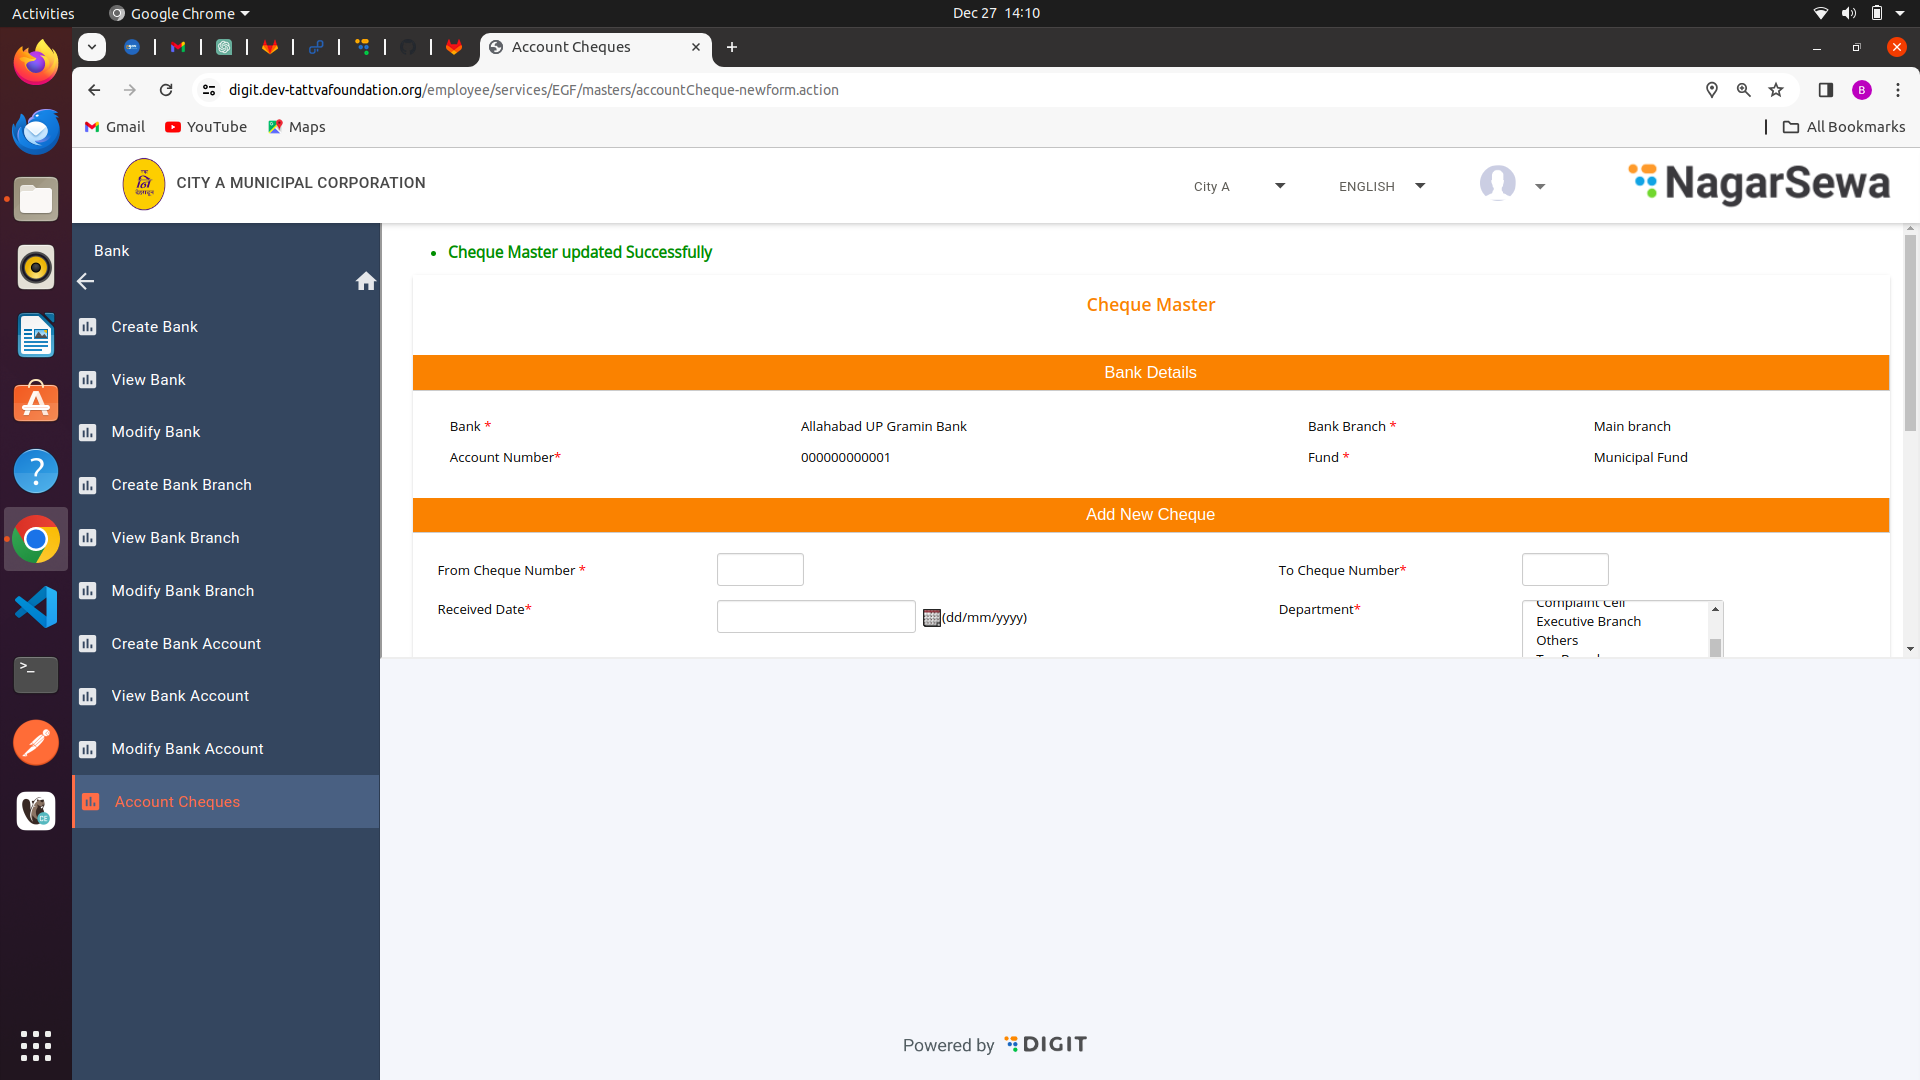 Activities
Google Chrome
Dec 27 14:10
Account Cheques
digit.dev-tattvafoundation.org/employee/services/EGF/masters/accountCheque-newform.action
B
Gmail
YouTube
Maps
All Bookmarks
CITY A MUNICIPAL CORPORATION
City A
ENGLISH
NagarSewa
Bank
Create Bank
View Bank
Modify Bank
Create Bank Branch
View Bank Branch
Modify Bank Branch
Create Bank Account
View Bank Account
Modify Bank Account
Account Cheques
• Cheque Master updated Successfully
Cheque Master
Bank Details
Bank * Allahabad UP Gramin Bank Bank Branch * Main branch
Account Number* 000000000001 Fund * Municipal Fund
Add New Cheque
From Cheque Number * To Cheque Number*
Received Date* (dd/mm/yyyy) Department*
Complaint Cell
Executive Branch
Others
Powered by DIGIT